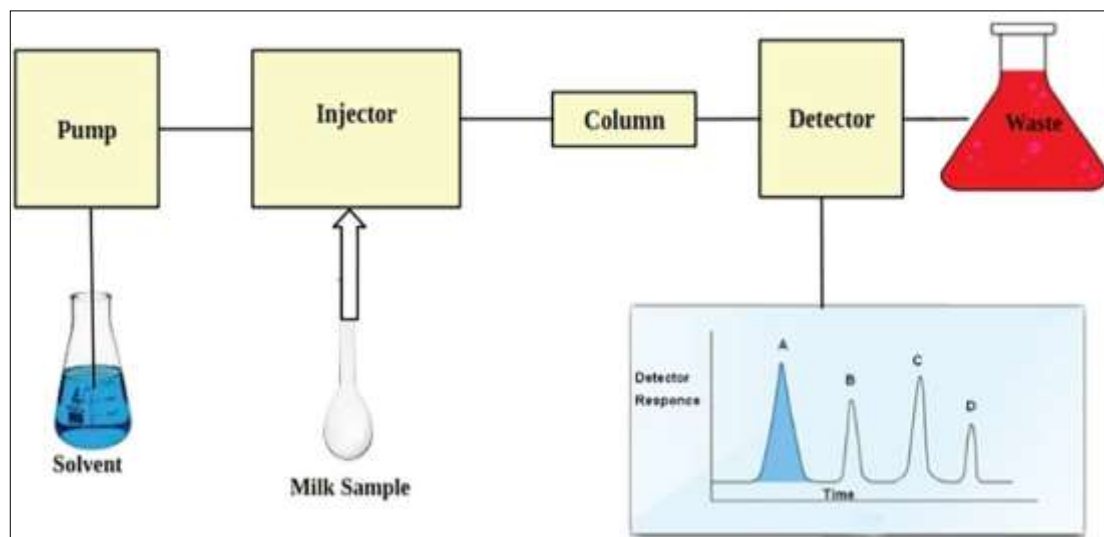 Pump
Injector
Column
Detector
Waste
Solvent
Milk Sample
Detector
Responce
A
B
C
D
Time